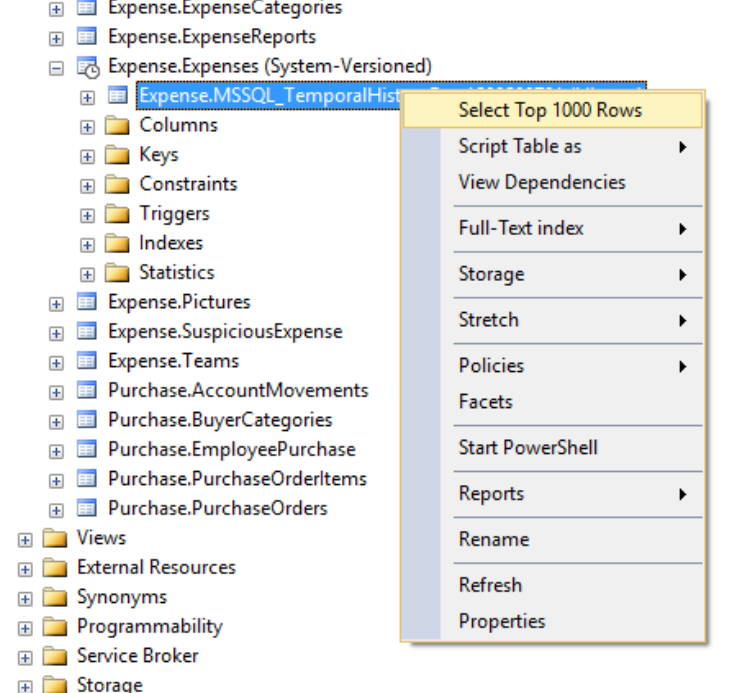 Expense.ExpenseCategories
Expense.ExpenseReports
Expense.Expenses (System-Versioned)
Expense.MSSQL_TemporalHist
Columns
Keys
Constraints
Triggers
Indexes
Statistics
Expense.Pictures
Expense.SuspiciousExpense
Expense.Teams
Purchase.AccountMovements
Purchase.BuyerCategories
Purchase.EmployeePurchase
Purchase.PurchaseOrderItems
Purchase.PurchaseOrders
Views
External Resources
Synonyms
Programmability
Service Broker
Storage
Select Top 1000 Rows
Script Table as
View Dependencies
Full-Text index
Storage
Stretch
Policies
Facets
Start PowerShell
Reports
Rename
Refresh
Properties